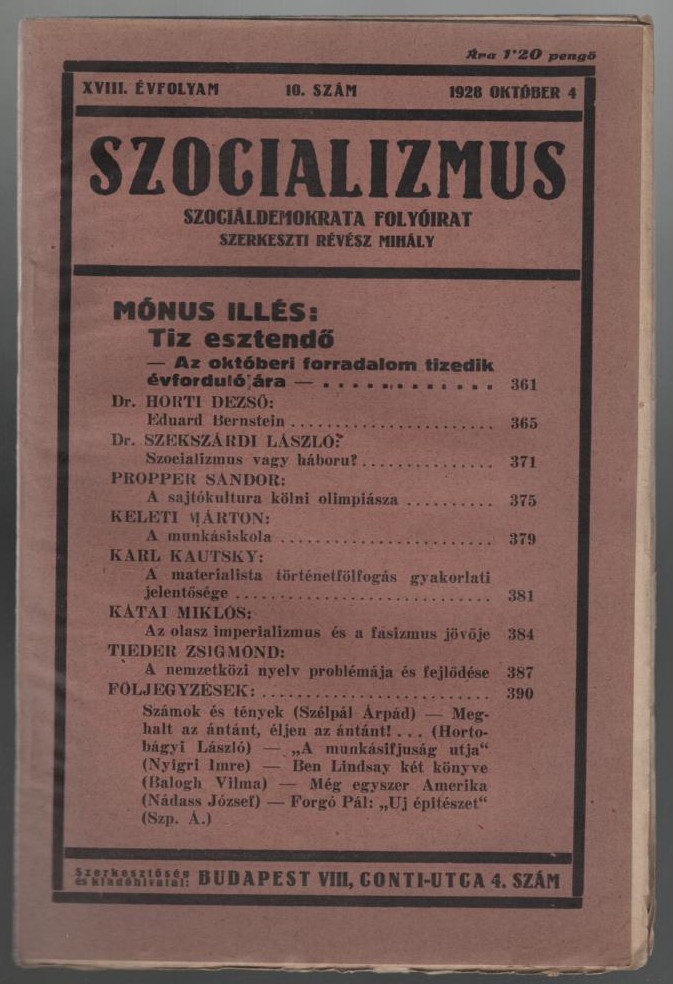 Ára 1'20 pengő
XVIII. ÉVFOLYAM 10. SZÁM 1928 OKTÓBER 4
SZOCIALIZMUS
SZOCIÁLDEMOKRATA FOLYÓIRAT
SZERKESZTI RÉVÉSZ MIHÁLY
MÓNUS ILLÉS:
Tiz esztendő
— Az októberi forradalom tizedik
évfordulójára — . . . . . . . . . . . . . 361
Dr. HORTI DEZSŐ:
Eduard Bernstein . . . . . . . . . . . . . . . . . . . . . . 365
Dr. SZEKSZÁRDI LÁSZLÓ:
Szocializmus vagy háboru? . . . . . . . . . . . . . . 371
PROPPER SÁNDOR:
A sajtókultura kölni olimpiásza . . . . . . . . . . 375
KELETI MÁRTON:
A munkásiskola . . . . . . . . . . . . . . . . . . . . . . . 379
KARL KAUTSKY:
A materialista történetfölfogás gyakorlati
jelentősége . . . . . . . . . . . . . . . . . . . . . . . . . . . 381
KÁTAI MIKLÓS:
Az olasz imperializmus és a fasizmus jövője 384
TIEDER ZSIGMOND:
A nemzetközi nyelv problémája és fejlődése 387
FÖLJEGYZÉSEK: . . . . . . . . . . . . . . . . . . . . . . . . 390
Számok és tények (Szélpál Árpád) — Meg-
halt az ántánt, éljen az ántánt! . . . (Horto-
bágyi László) — „A munkásifjuság utja“
(Nyigri Imre) — Ben Lindsay két könyve
(Balogh Vilma) — Még egyszer Amerika
(Nádass József) — Forgó Pál: „Uj épitészet“
(Szp. Á.)
Szerkesztőség
és kiadóhivatal: BUDAPEST VIII, CONTI-UTCA 4. SZÁM